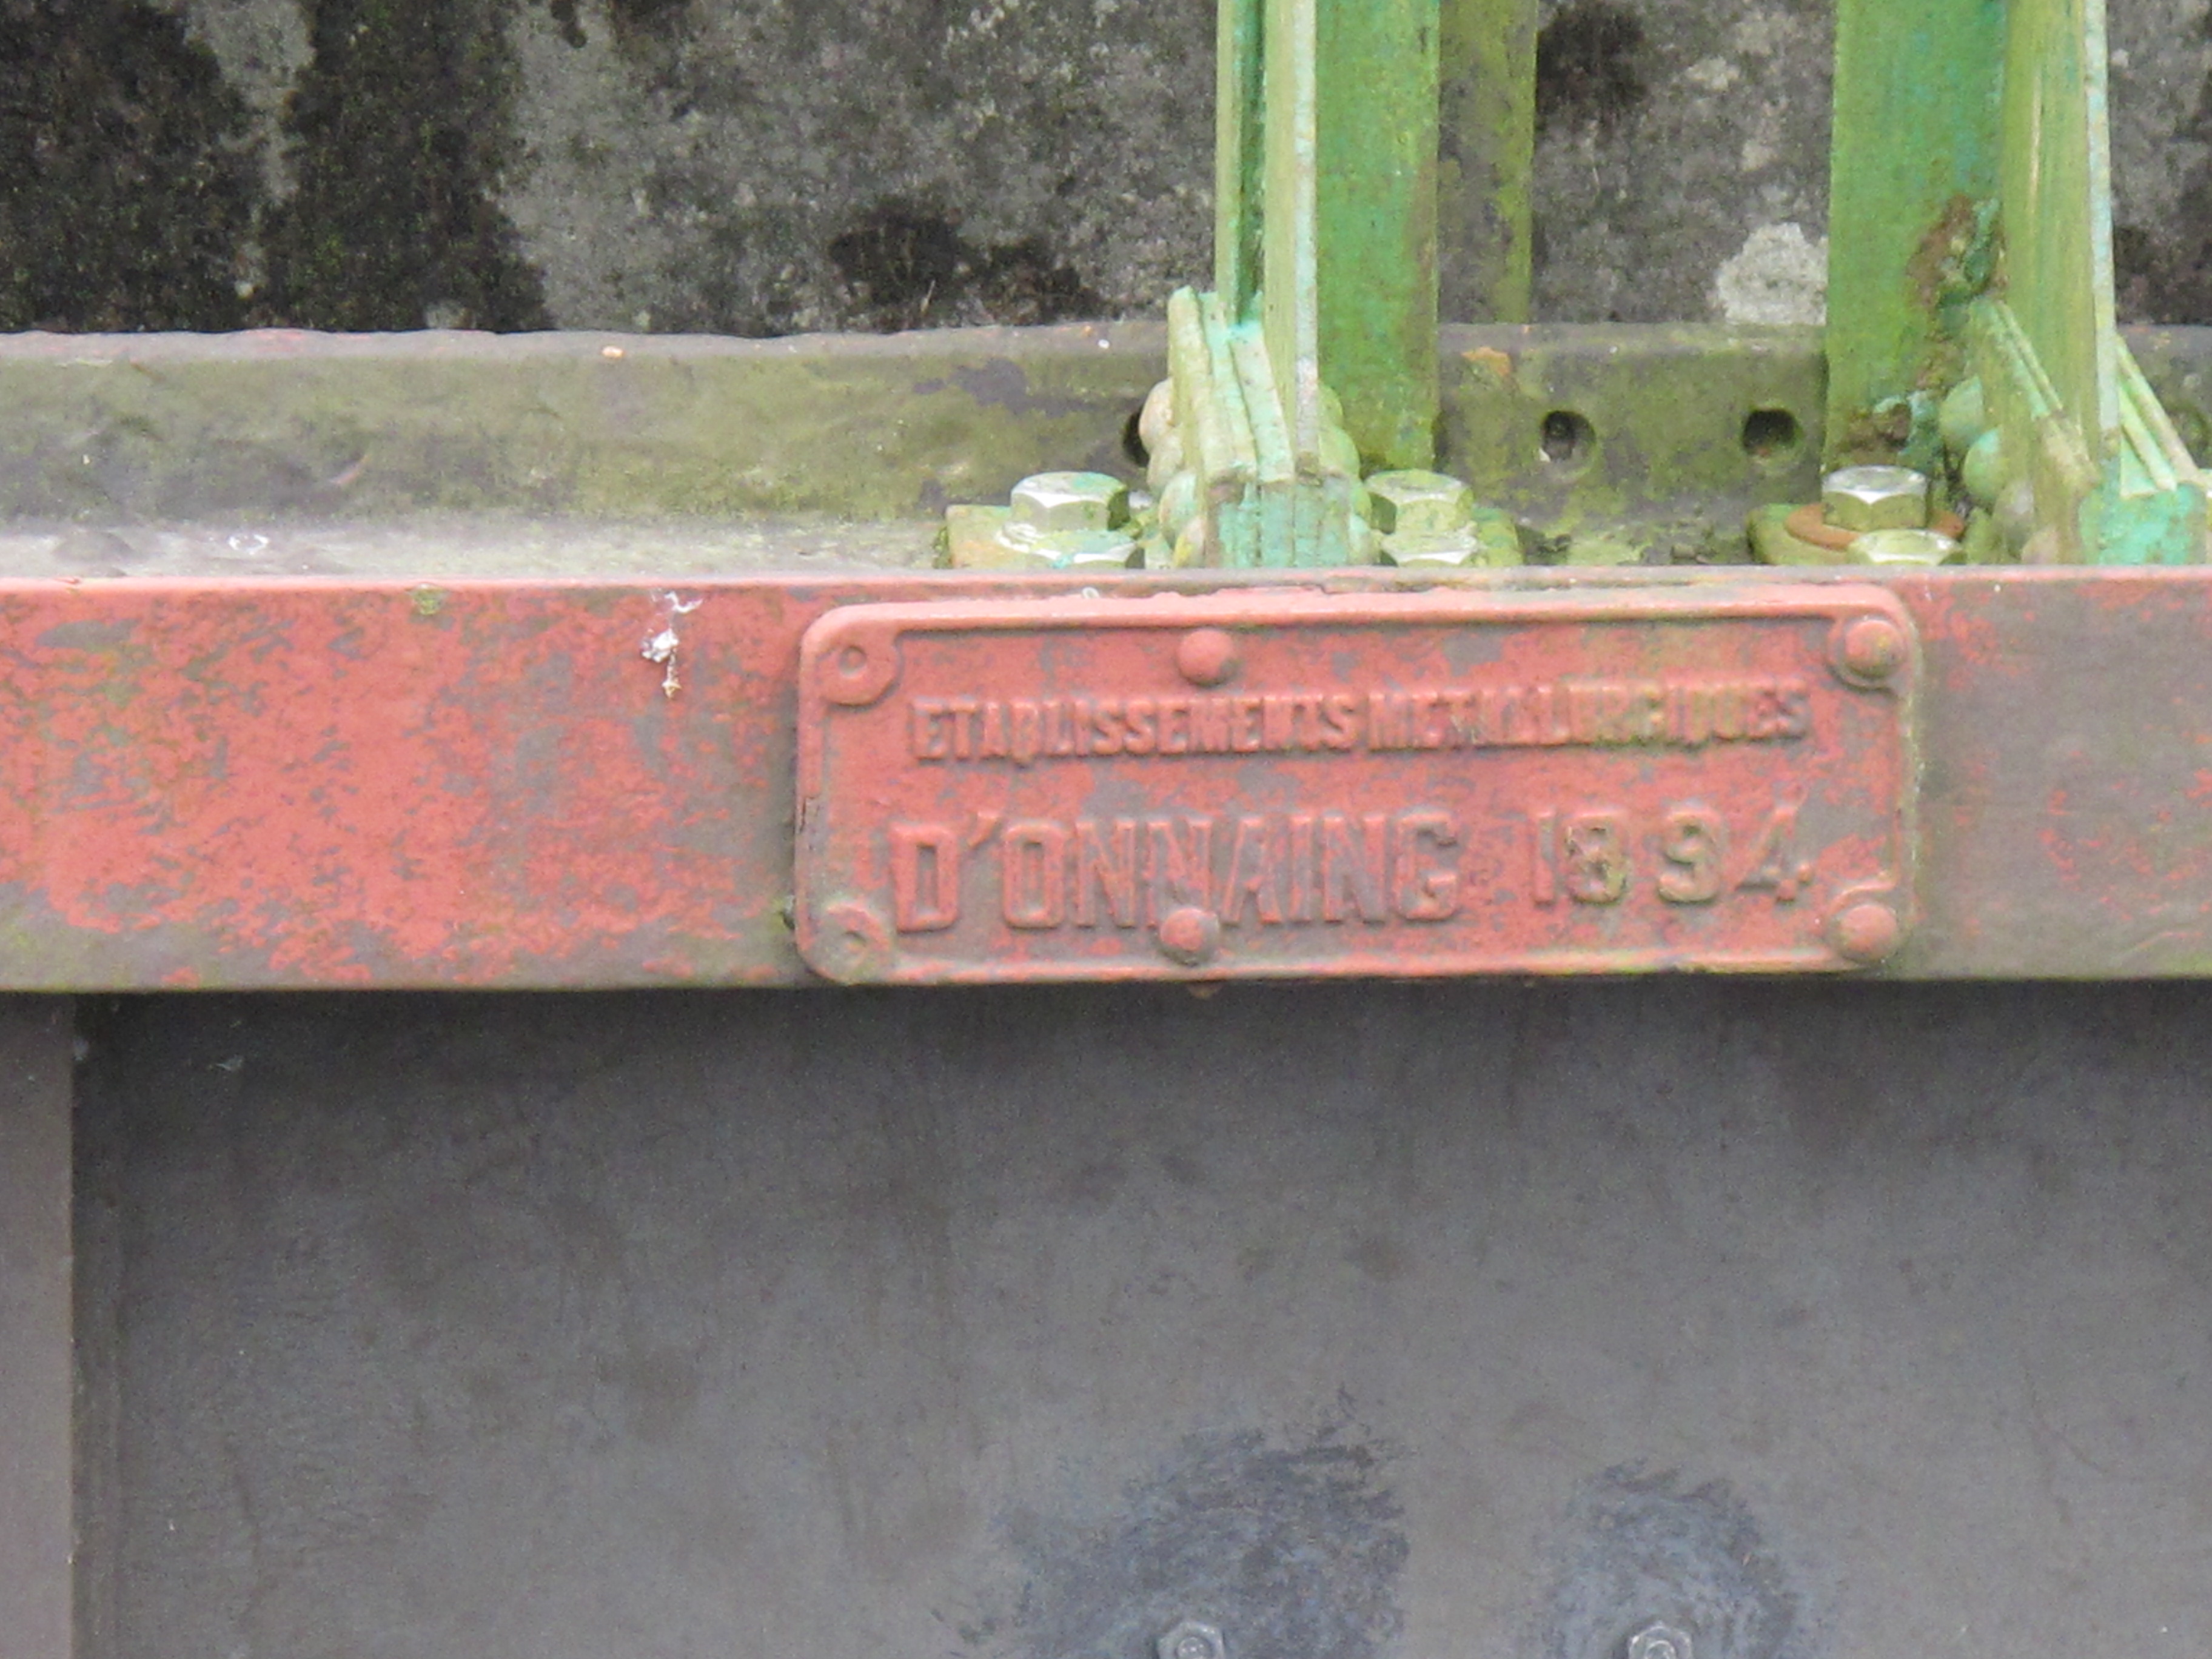 ETABLISSEMENTS METALLURGIQUES
D'ONNAING 1894